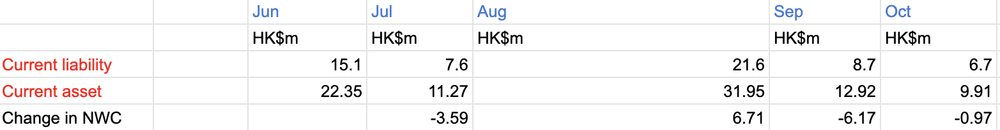 Jun Jul Aug Sep Oct
HK$m HK$m HK$m HK$m HK$m
Current liability 15.1 7.6 21.6 8.7 6.7
Current asset 22.35 11.27 31.95 12.92 9.91
Change in NWC -3.59 6.71 -6.17 -0.97